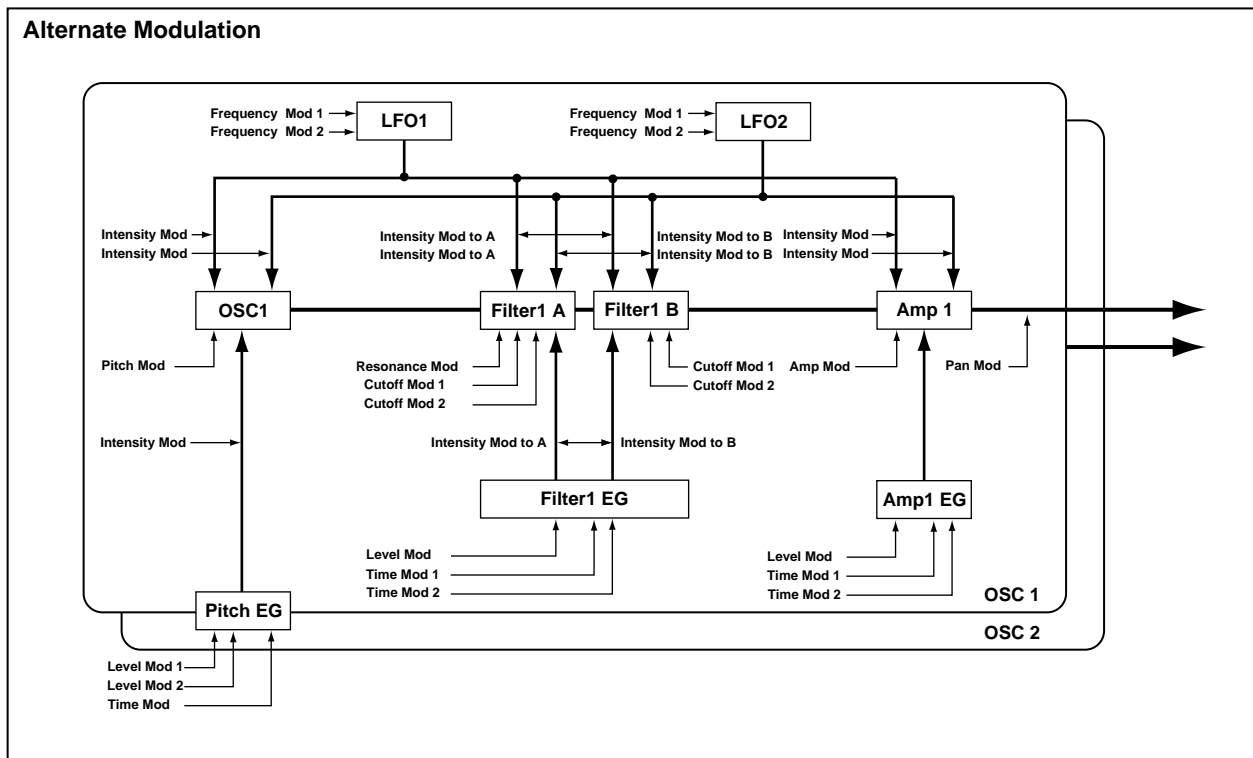 Alternate Modulation
Frequency Mod 1
Frequency Mod 2
LFO1
Frequency Mod 1
Frequency Mod 2
LFO2
Intensity Mod
Intensity Mod
Intensity Mod to A
Intensity Mod to A
Intensity Mod to B
Intensity Mod to B
Intensity Mod
Intensity Mod
OSC1
Filter1 A
Filter1 B
Amp 1
Pitch Mod
Resonance Mod
Cutoff Mod 1
Cutoff Mod 2
Cutoff Mod 1
Cutoff Mod 2
Amp Mod
Pan Mod
Intensity Mod
Intensity Mod to A
Intensity Mod to B
Filter1 EG
Amp1 EG
Level Mod
Time Mod 1
Time Mod 2
Level Mod
Time Mod 1
Time Mod 2
OSC 1
Pitch EG
OSC 2
Level Mod 1
Level Mod 2
Time Mod